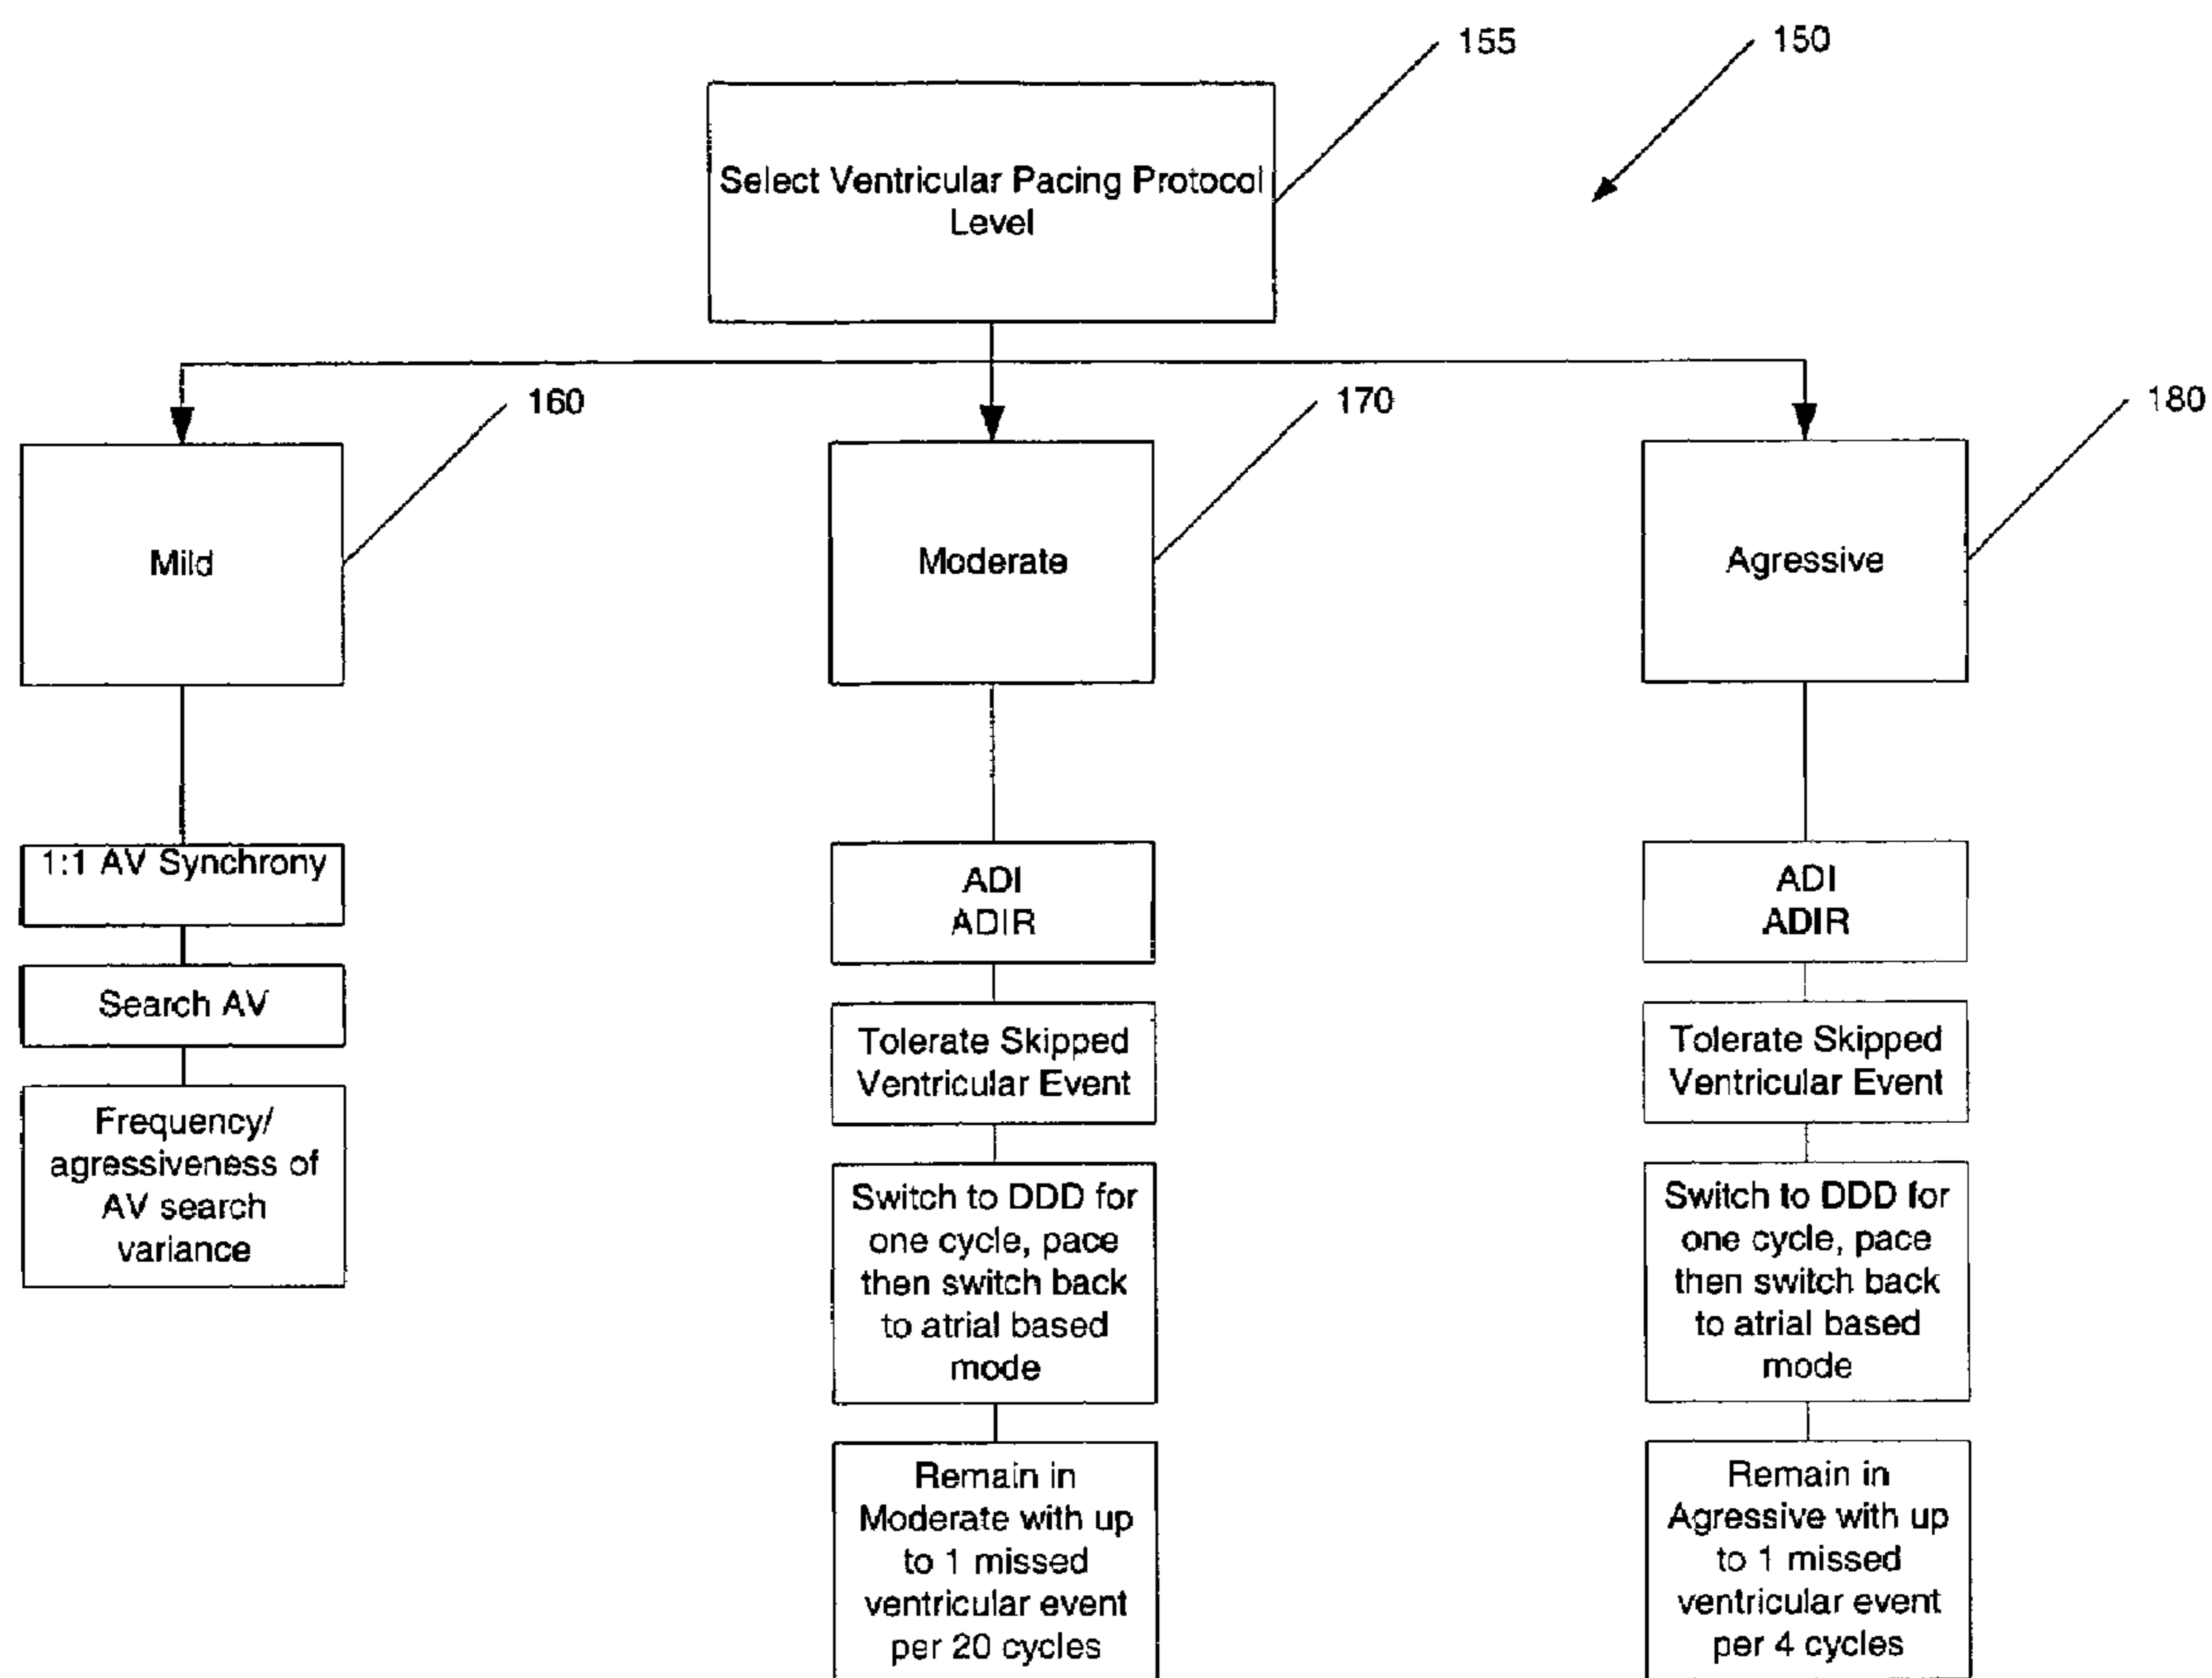 155
150
Select Ventricular Pacing Protocol
Level
160
170
180
Mild
Moderate
Agressive
1:1 AV Synchrony
Search AV
Frequency/
agressiveness of
AV search
variance
ADI
ADIR
Tolerate Skipped
Ventricular Event
Switch to DDD for
one cycle, pace
then switch back
to atrial based
mode
Remain in
Moderate with up
to 1 missed
ventricular event
per 20 cycles
ADI
ADIR
Tolerate Skipped
Ventricular Event
Switch to DDD for
one cycle, pace
then switch back
to atrial based
mode
Remain in
Agressive with up
to 1 missed
ventricular event
per 4 cycles